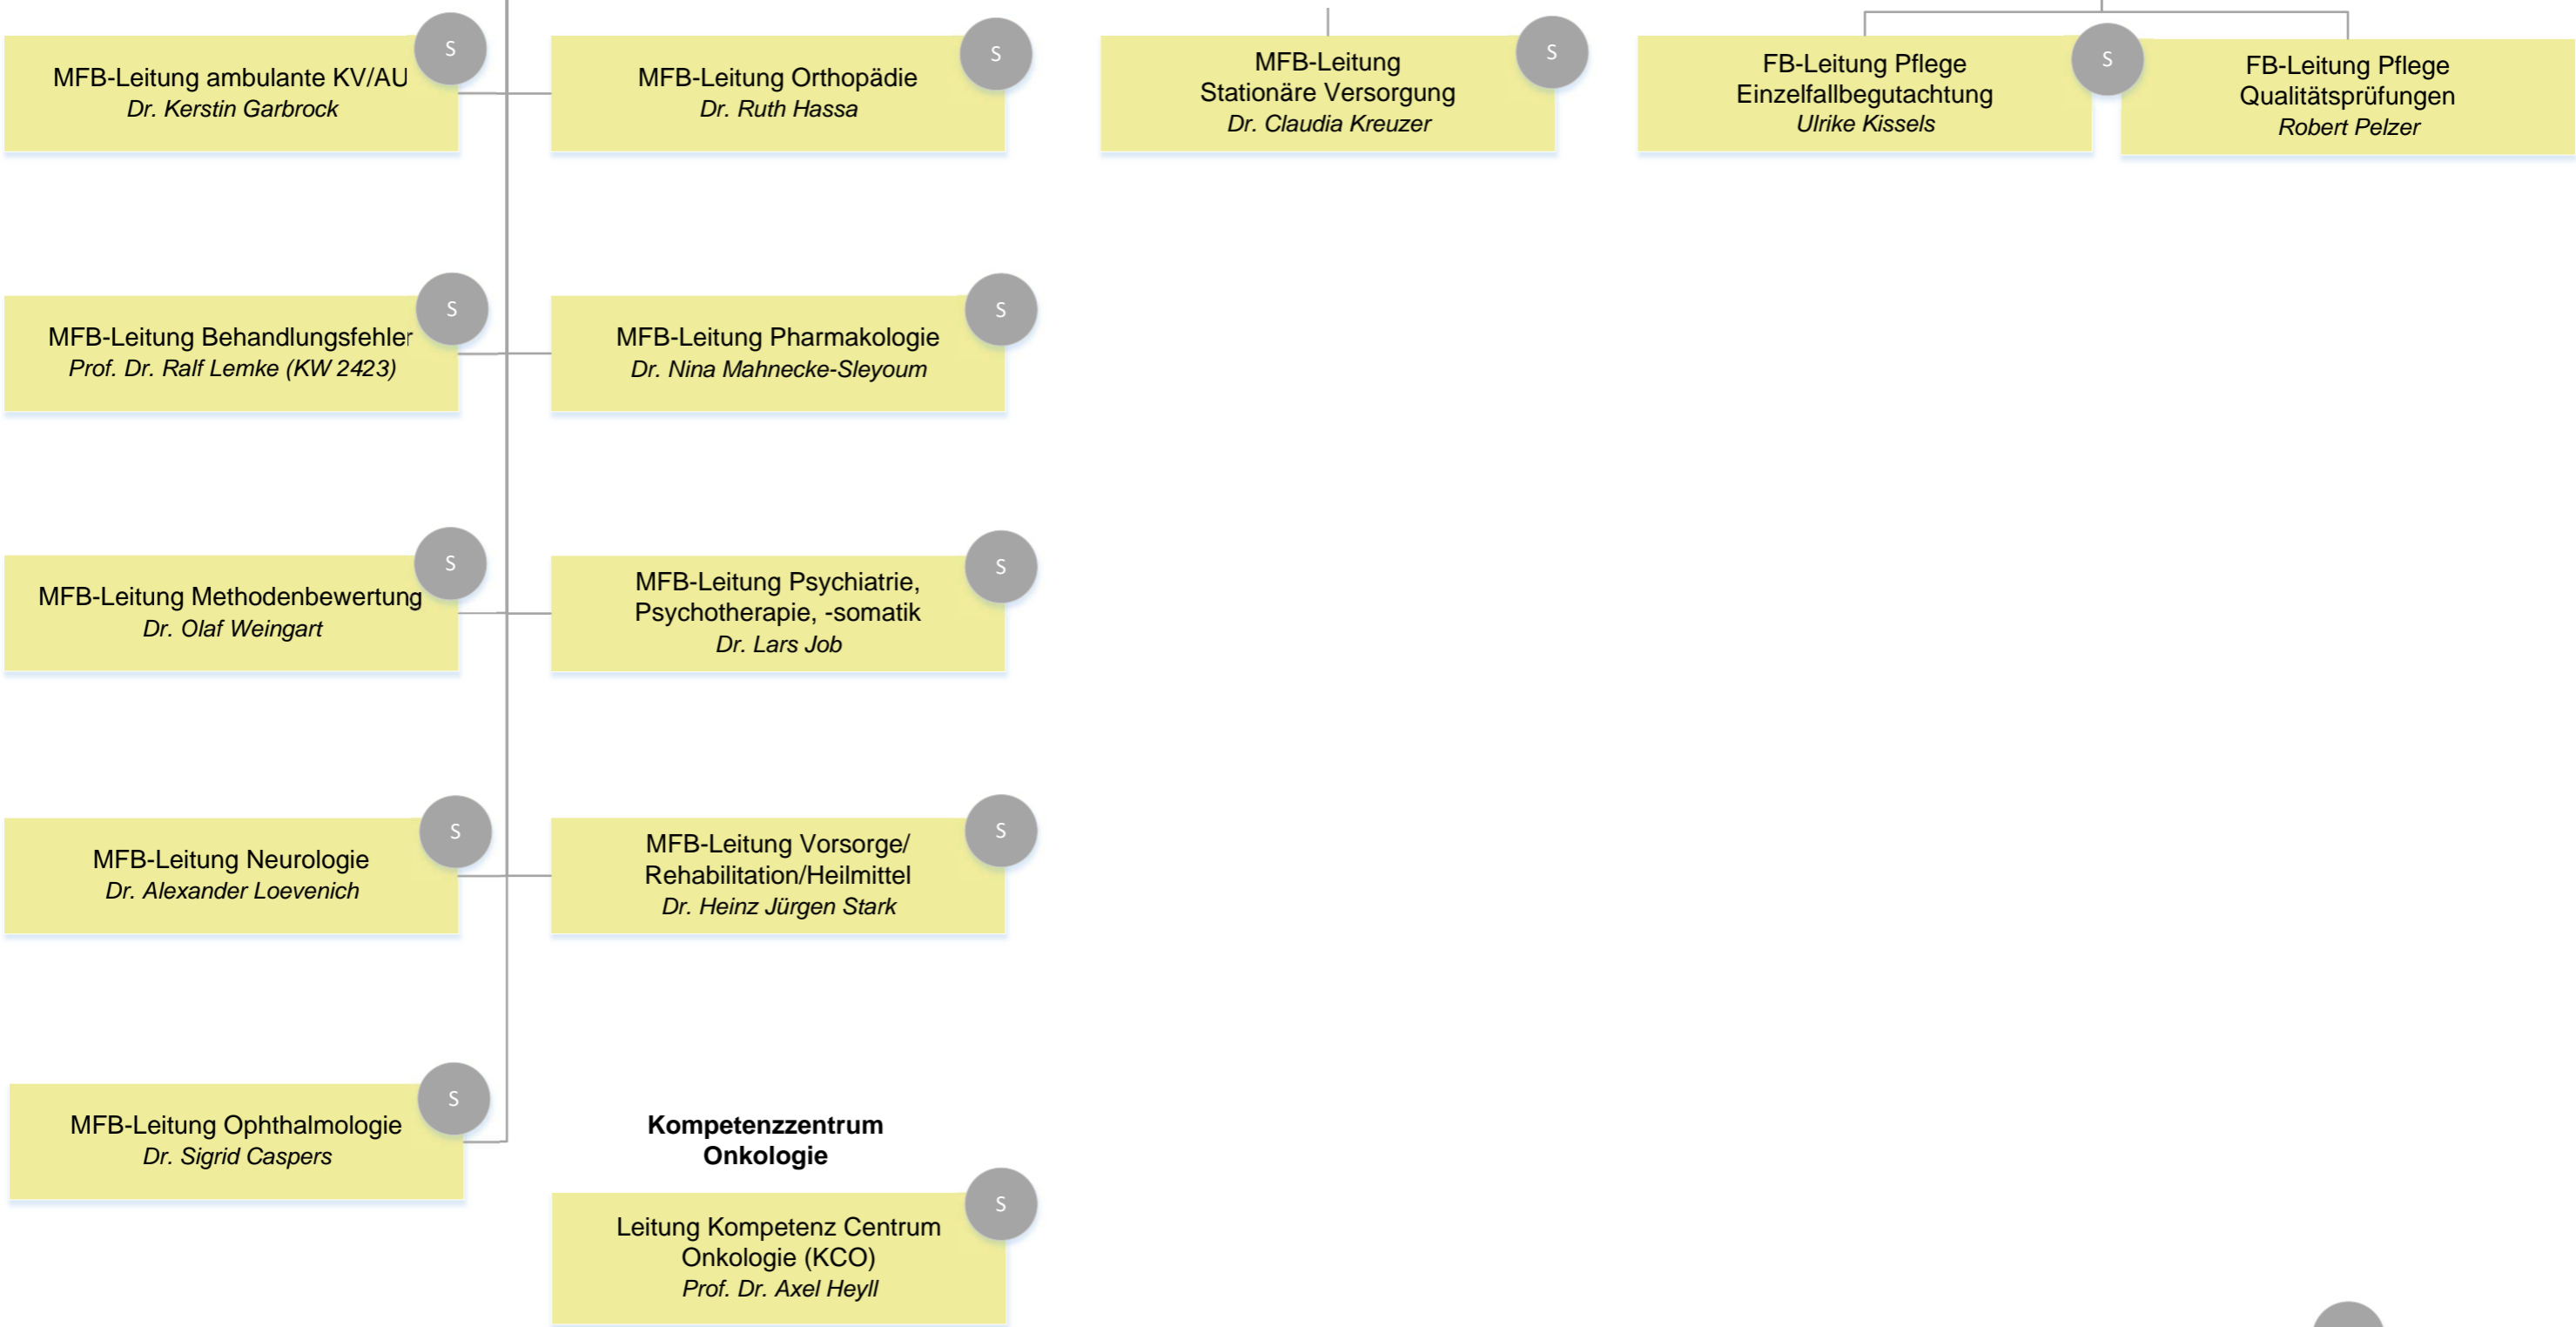 S
MFB-Leitung ambulante KV/AU
Dr. Kerstin Garbrock
S
MFB-Leitung Orthopädie
Dr. Ruth Hassa
S
MFB-Leitung
Stationäre Versorgung
Dr. Claudia Kreuzer
S
FB-Leitung Pflege
Einzelfallbegutachtung
Ulrike Kissels
FB-Leitung Pflege
Qualitätsprüfungen
Robert Pelzer
S
MFB-Leitung Behandlungsfehler
Prof. Dr. Ralf Lemke (KW 2423)
S
MFB-Leitung Pharmakologie
Dr. Nina Mahnecke-Sleyoum
S
MFB-Leitung Methodenbewertung
Dr. Olaf Weingart
S
MFB-Leitung Psychiatrie,
Psychotherapie, -somatik
Dr. Lars Job
S
MFB-Leitung Neurologie
Dr. Alexander Loevenich
S
MFB-Leitung Vorsorge/
Rehabilitation/Heilmittel
Dr. Heinz Jürgen Stark
S
MFB-Leitung Ophthalmologie
Dr. Sigrid Caspers
Kompetenzzentrum
Onkologie
S
Leitung Kompetenz Centrum
Onkologie (KCO)
Prof. Dr. Axel Heyll